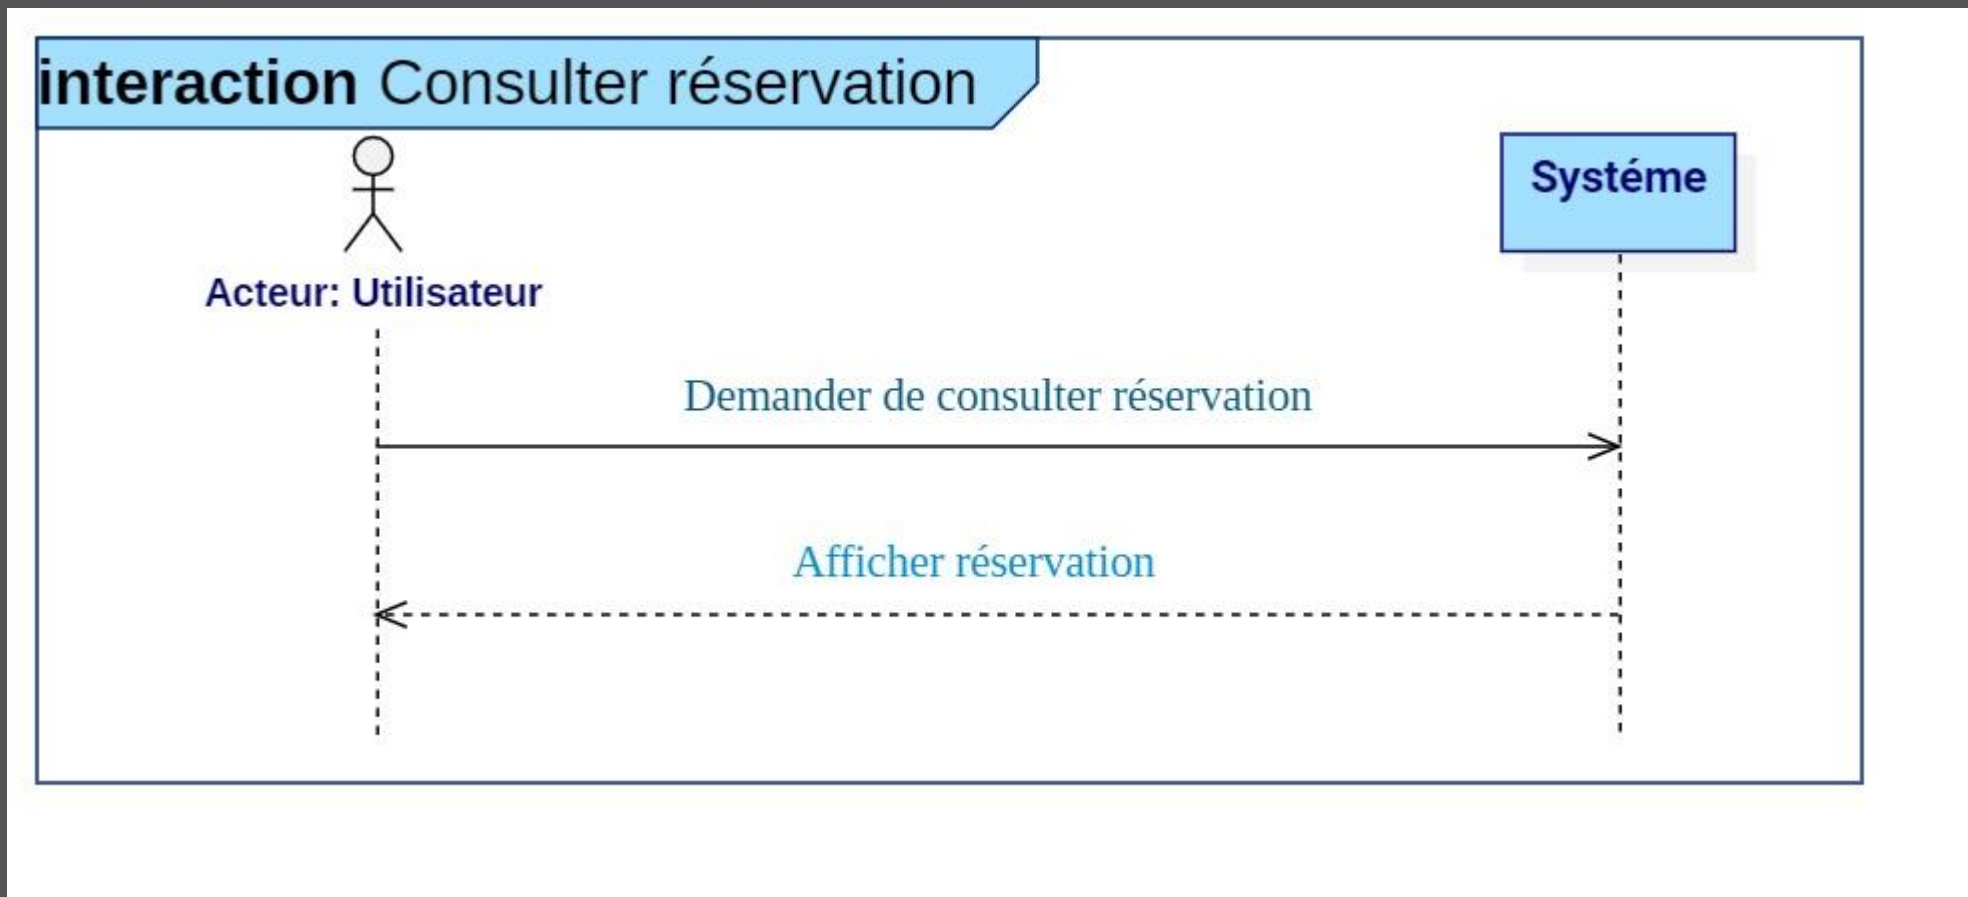 interaction Consulter réservation
Systéme
Acteur: Utilisateur
Demander de consulter réservation
Afficher réservation